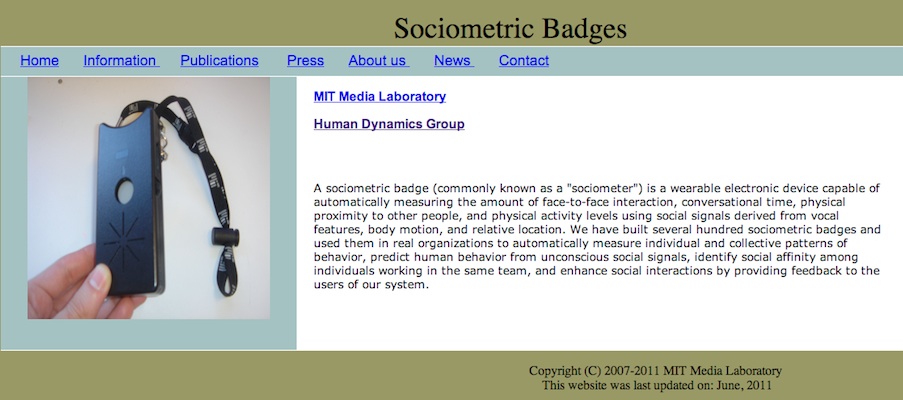 Sociometric Badges
Home Information Publications Press About us News Contact
MIT Media Laboratory
Human Dynamics Group
A sociometric badge (commonly known as a "sociometer") is a wearable electronic device capable of
automatically measuring the amount of face-to-face interaction, conversational time, physical
proximity to other people, and physical activity levels using social signals derived from vocal
features, body motion, and relative location. We have built several hundred sociometric badges and
used them in real organizations to automatically measure individual and collective patterns of
behavior, predict human behavior from unconscious social signals, identify social affinity among
individuals working in the same team, and enhance social interactions by providing feedback to the
users of our system.
Copyright (C) 2007-2011 MIT Media Laboratory
This website was last updated on: June, 2011